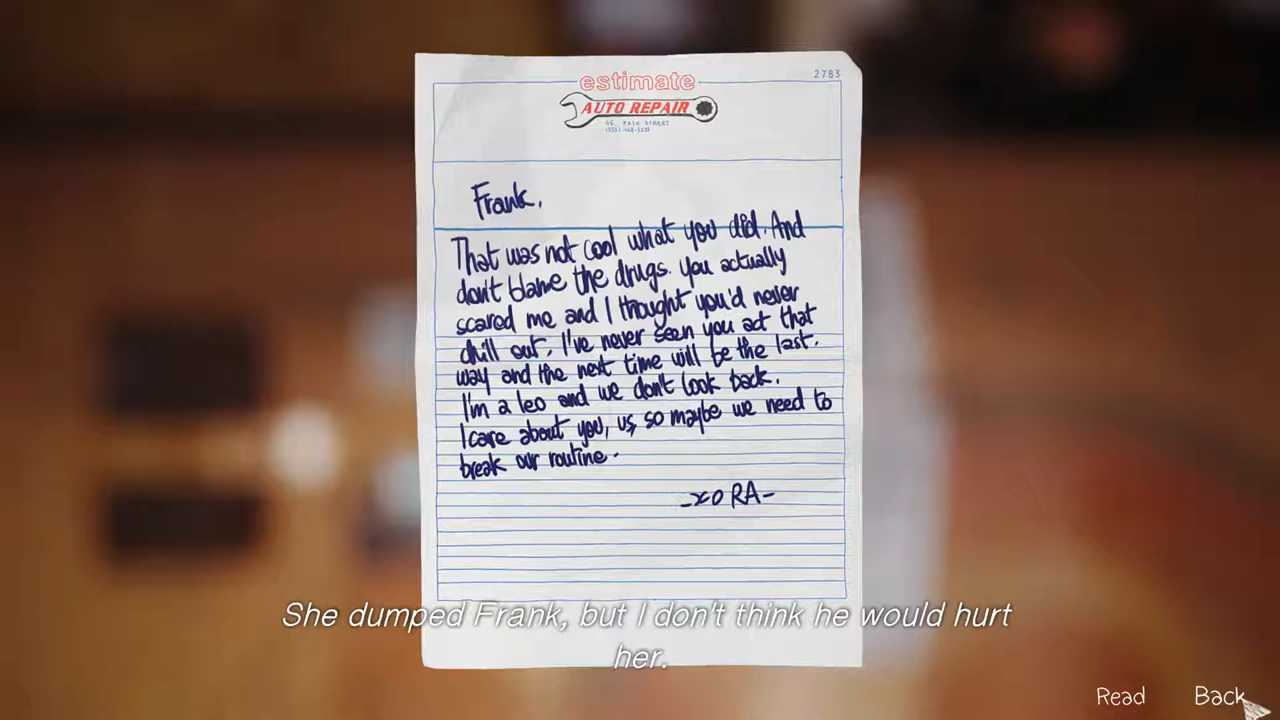 2783
estimate
AUTO REPAIR
Frank,
That was not cool what you did. And
don't blame the drugs. You actually
scared me and I thought you'd never
chill out. I've never seen you act that
way and the next time will be the last.
I'm a leo and we don't look back.
I care about you, us, so maybe we need to
break our routine.
-xo RA-
She dumped Frank, but I don't think he would hurt
her.
Read Back